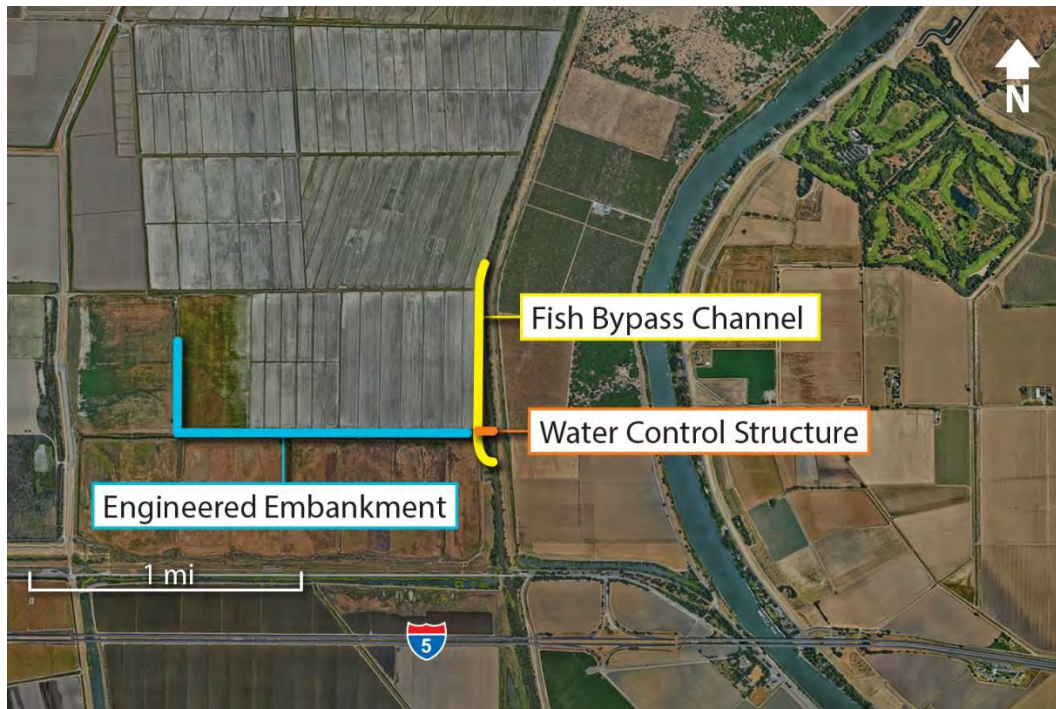 N
Fish Bypass Channel
Water Control Structure
Engineered Embankment
1 mi
5